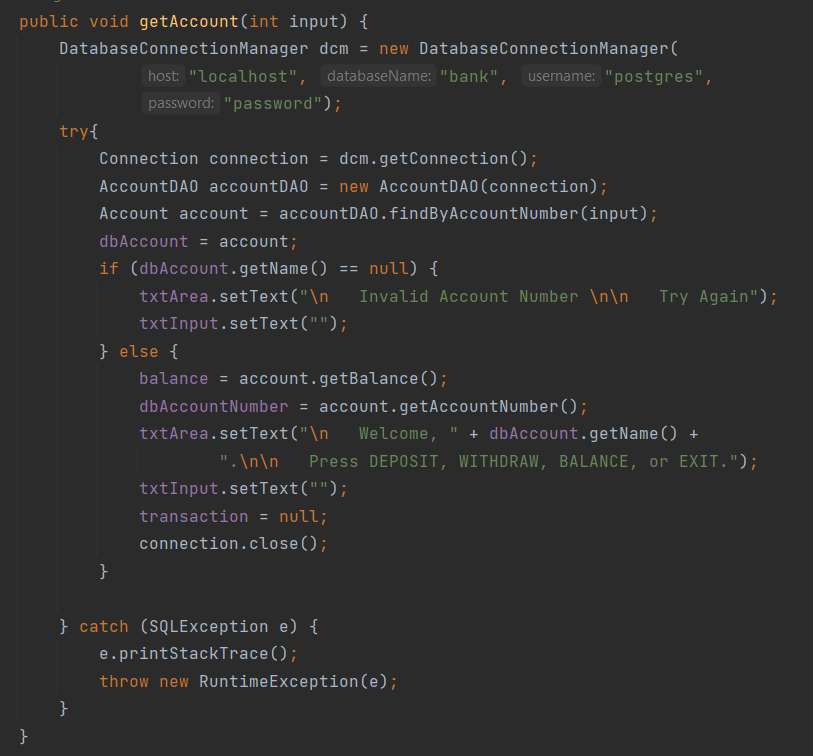 public void getAccount(int input) {
    DatabaseConnectionManager dcm = new DatabaseConnectionManager(
            host: "localhost", databaseName: "bank", username: "postgres",
            password: "password");
    try{
        Connection connection = dcm.getConnection();
        AccountDAO accountDAO = new AccountDAO(connection);
        Account account = accountDAO.findByAccountNumber(input);
        dbAccount = account;
        if (dbAccount.getName() == null) {
            txtArea.setText("\n   Invalid Account Number \n\n   Try Again");
            txtInput.setText("");
        } else {
            balance = account.getBalance();
            dbAccountNumber = account.getAccountNumber();
            txtArea.setText("\n   Welcome, " + dbAccount.getName() +
                    ".\n\n   Press DEPOSIT, WITHDRAW, BALANCE, or EXIT.");
            txtInput.setText("");
            transaction = null;
            connection.close();
        }

    } catch (SQLException e) {
        e.printStackTrace();
        throw new RuntimeException(e);
    }
}